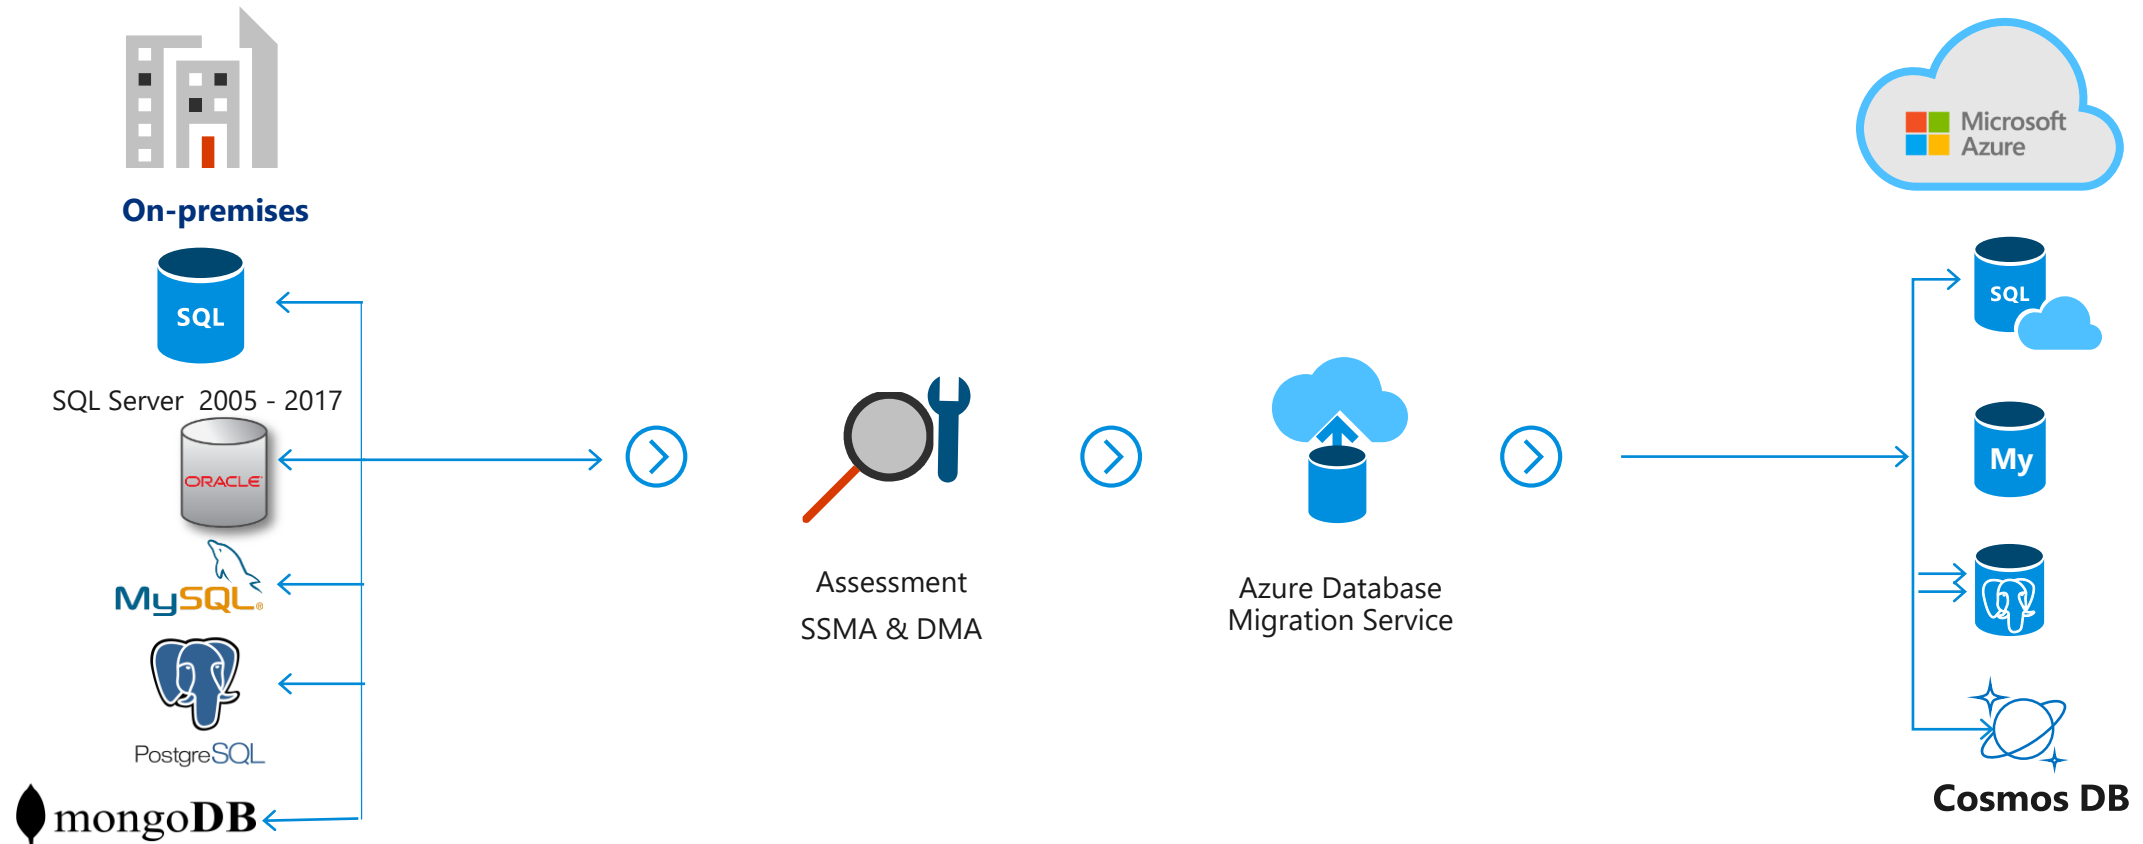 On-premises
SQL
SQL Server 2005 - 2017
ORACLE
MySQL®
PostgreSQL
mongoDB
Assessment
SSMA & DMA
Azure Database
Migration Service
Microsoft
Azure
SQL
My
Cosmos DB